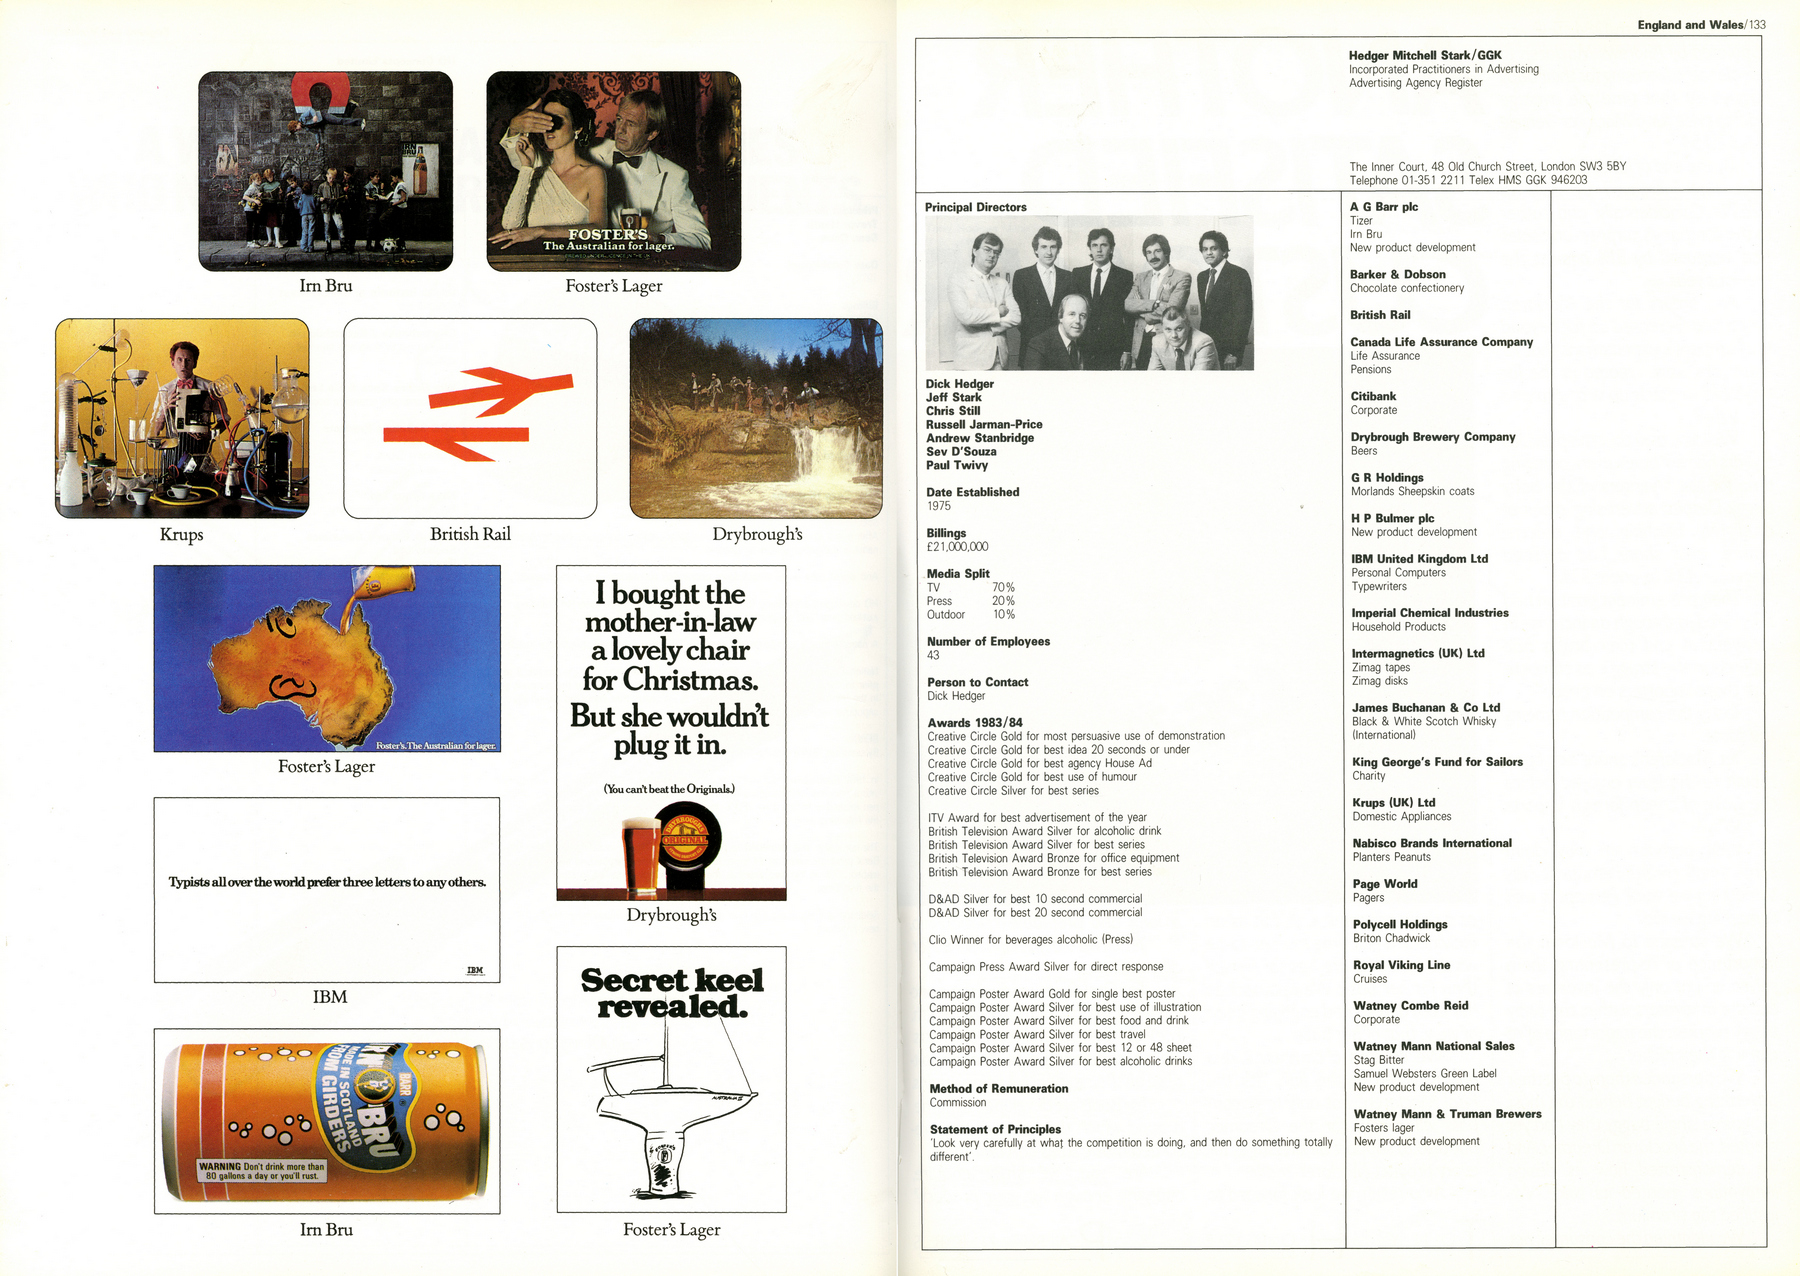 IRN
BRU
FOSTER'S
The Australian for lager.
Irn Bru
Foster's Lager
Krups
British Rail
Drybrough's
Foster's. The Australian for lager.
Foster's Lager
I bought the
mother-in-law
a lovely chair
for Christmas.
But she wouldn't
plug it in.
(You can't beat the Originals.)
DRYBROUGH'S
ORIGINAL
Drybrough's
Typists all over the world prefer three letters to any others.
IBM
IBM
BARR
IRN BRU
MADE IN SCOTLAND
FROM GIRDERS
WARNING Don't drink more than
80 gallons a day or you'll rust.
Irn Bru
Secret keel
revealed.
AUSTRALIA II
Foster's Lager
England and Wales/133
Hedger Mitchell Stark/GGK
Incorporated Practitioners in Advertising
Advertising Agency Register
The Inner Court, 48 Old Church Street, London SW3 5BY
Telephone 01-351 2211 Telex HMS GGK 946203
Principal Directors
Dick Hedger
Jeff Stark
Chris Still
Russell Jarman-Price
Andrew Stanbridge
Sev D'Souza
Paul Twivy
Date Established
1975
Billings
£21,000,000
Media Split
TV 70%
Press 20%
Outdoor 10%
Number of Employees
43
Person to Contact
Dick Hedger
Awards 1983/84
Creative Circle Gold for most persuasive use of demonstration
Creative Circle Gold for best idea 20 seconds or under
Creative Circle Gold for best agency House Ad
Creative Circle Gold for best use of humour
Creative Circle Silver for best series
ITV Award for best advertisement of the year
British Television Award Silver for alcoholic drink
British Television Award Silver for best series
British Television Award Bronze for office equipment
British Television Award Bronze for best series
D&AD Silver for best 10 second commercial
D&AD Silver for best 20 second commercial
Clio Winner for beverages alcoholic (Press)
Campaign Press Award Silver for direct response
Campaign Poster Award Gold for single best poster
Campaign Poster Award Silver for best use of illustration
Campaign Poster Award Silver for best food and drink
Campaign Poster Award Silver for best travel
Campaign Poster Award Silver for best 12 or 48 sheet
Campaign Poster Award Silver for best alcoholic drinks
Method of Remuneration
Commission
Statement of Principles
'Look very carefully at what the competition is doing, and then do something totally
different'.
A G Barr plc
Tizer
Irn Bru
New product development
Barker & Dobson
Chocolate confectionery
British Rail
Canada Life Assurance Company
Life Assurance
Pensions
Citibank
Corporate
Drybrough Brewery Company
Beers
G R Holdings
Morlands Sheepskin coats
H P Bulmer plc
New product development
IBM United Kingdom Ltd
Personal Computers
Typewriters
Imperial Chemical Industries
Household Products
Intermagnetics (UK) Ltd
Zimag tapes
Zimag disks
James Buchanan & Co Ltd
Black & White Scotch Whisky
(International)
King George's Fund for Sailors
Charity
Krups (UK) Ltd
Domestic Appliances
Nabisco Brands International
Planters Peanuts
Page World
Pagers
Polycell Holdings
Briton Chadwick
Royal Viking Line
Cruises
Watney Combe Reid
Corporate
Watney Mann National Sales
Stag Bitter
Samuel Websters Green Label
New product development
Watney Mann & Truman Brewers
Fosters lager
New product development